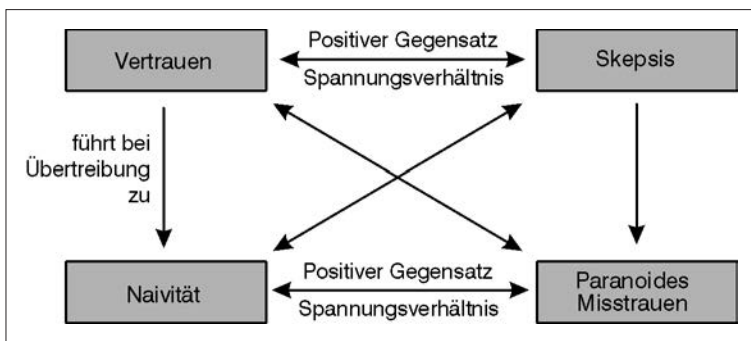 Vertrauen
Positiver Gegensatz
Spannungsverhältnis
Skepsis
führt bei
Übertreibung
zu
Naivität
Positiver Gegensatz
Spannungsverhältnis
Paranoides
Misstrauen